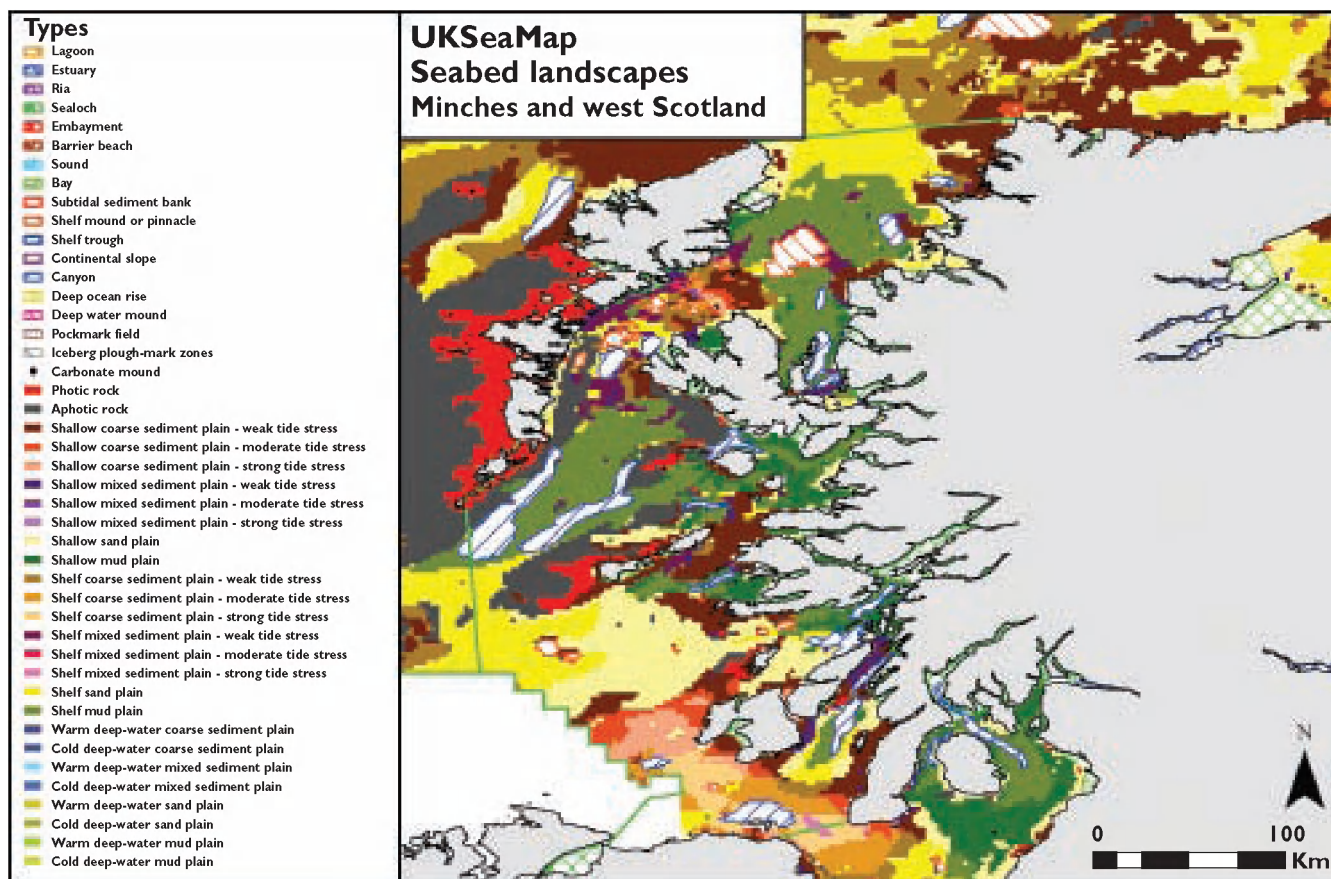 Types
Lagoon
Estuary
Ria
Sealoch
Embayment
Barrier beach
Sound
Bay
Subtidal sediment bank
Shelf mound or pinnacle
Shelf trough
Continental slope
Canyon
Deep ocean rise
Deep water mound
Pockmark field
Iceberg plough-mark zones
Carbonate mound
Photic rock
Aphotic rock
Shallow coarse sediment plain - weak tide stress
Shallow coarse sediment plain - moderate tide stress
Shallow coarse sediment plain - strong tide stress
Shallow mixed sediment plain - weak tide stress
Shallow mixed sediment plain - moderate tide stress
Shallow mixed sediment plain - strong tide stress
Shallow sand plain
Shallow mud plain
Shelf coarse sediment plain - weak tide stress
Shelf coarse sediment plain - moderate tide stress
Shelf coarse sediment plain - strong tide stress
Shelf mixed sediment plain - weak tide stress
Shelf mixed sediment plain - moderate tide stress
Shelf mixed sediment plain - strong tide stress
Shelf sand plain
Shelf mud plain
Warm deep-water coarse sediment plain
Cold deep-water coarse sediment plain
Warm deep-water mixed sediment plain
Cold deep-water mixed sediment plain
Warm deep-water sand plain
Cold deep-water sand plain
Warm deep-water mud plain
Cold deep-water mud plain
UKSeaMap
Seabed landscapes
Minches and west Scotland
N
0 100
Km